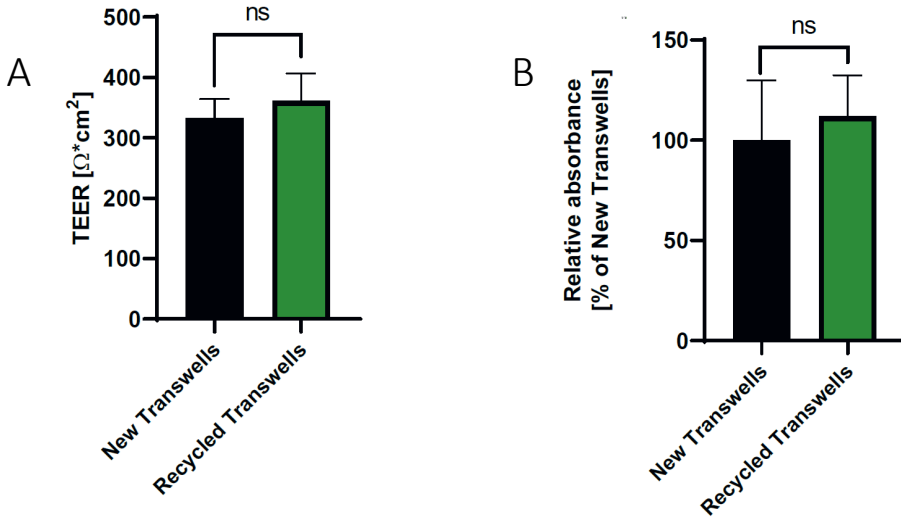 A
TEER [Ω*cm²]
500
400
300
200
100
0
ns
New Transwells
Recycled Transwells
B
Relative absorbance
[% of New Transwells]
150
100
50
0
ns
New Transwells
Recycled Transwells